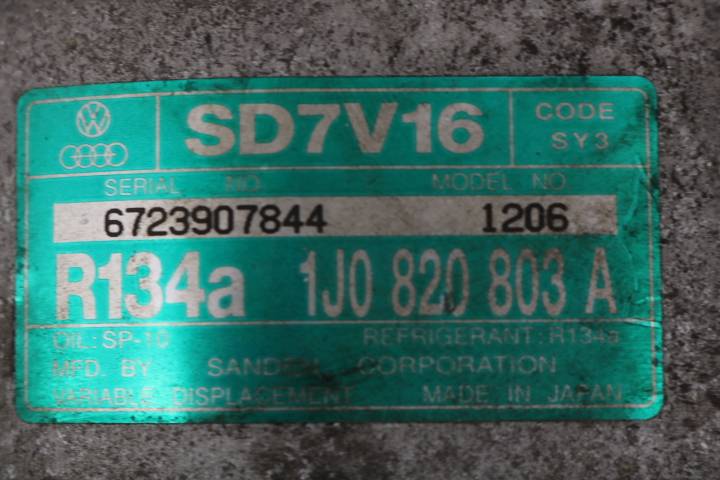 SD7V16
CODE
SY3
SERIAL NO.
MODEL NO.
6723907844
1206
R134a 1J0 820 803 A
OIL: SP-10 REFRIGERANT: R134a
MFD. BY SANDEN CORPORATION
VARIABLE DISPLACEMENT MADE IN JAPAN